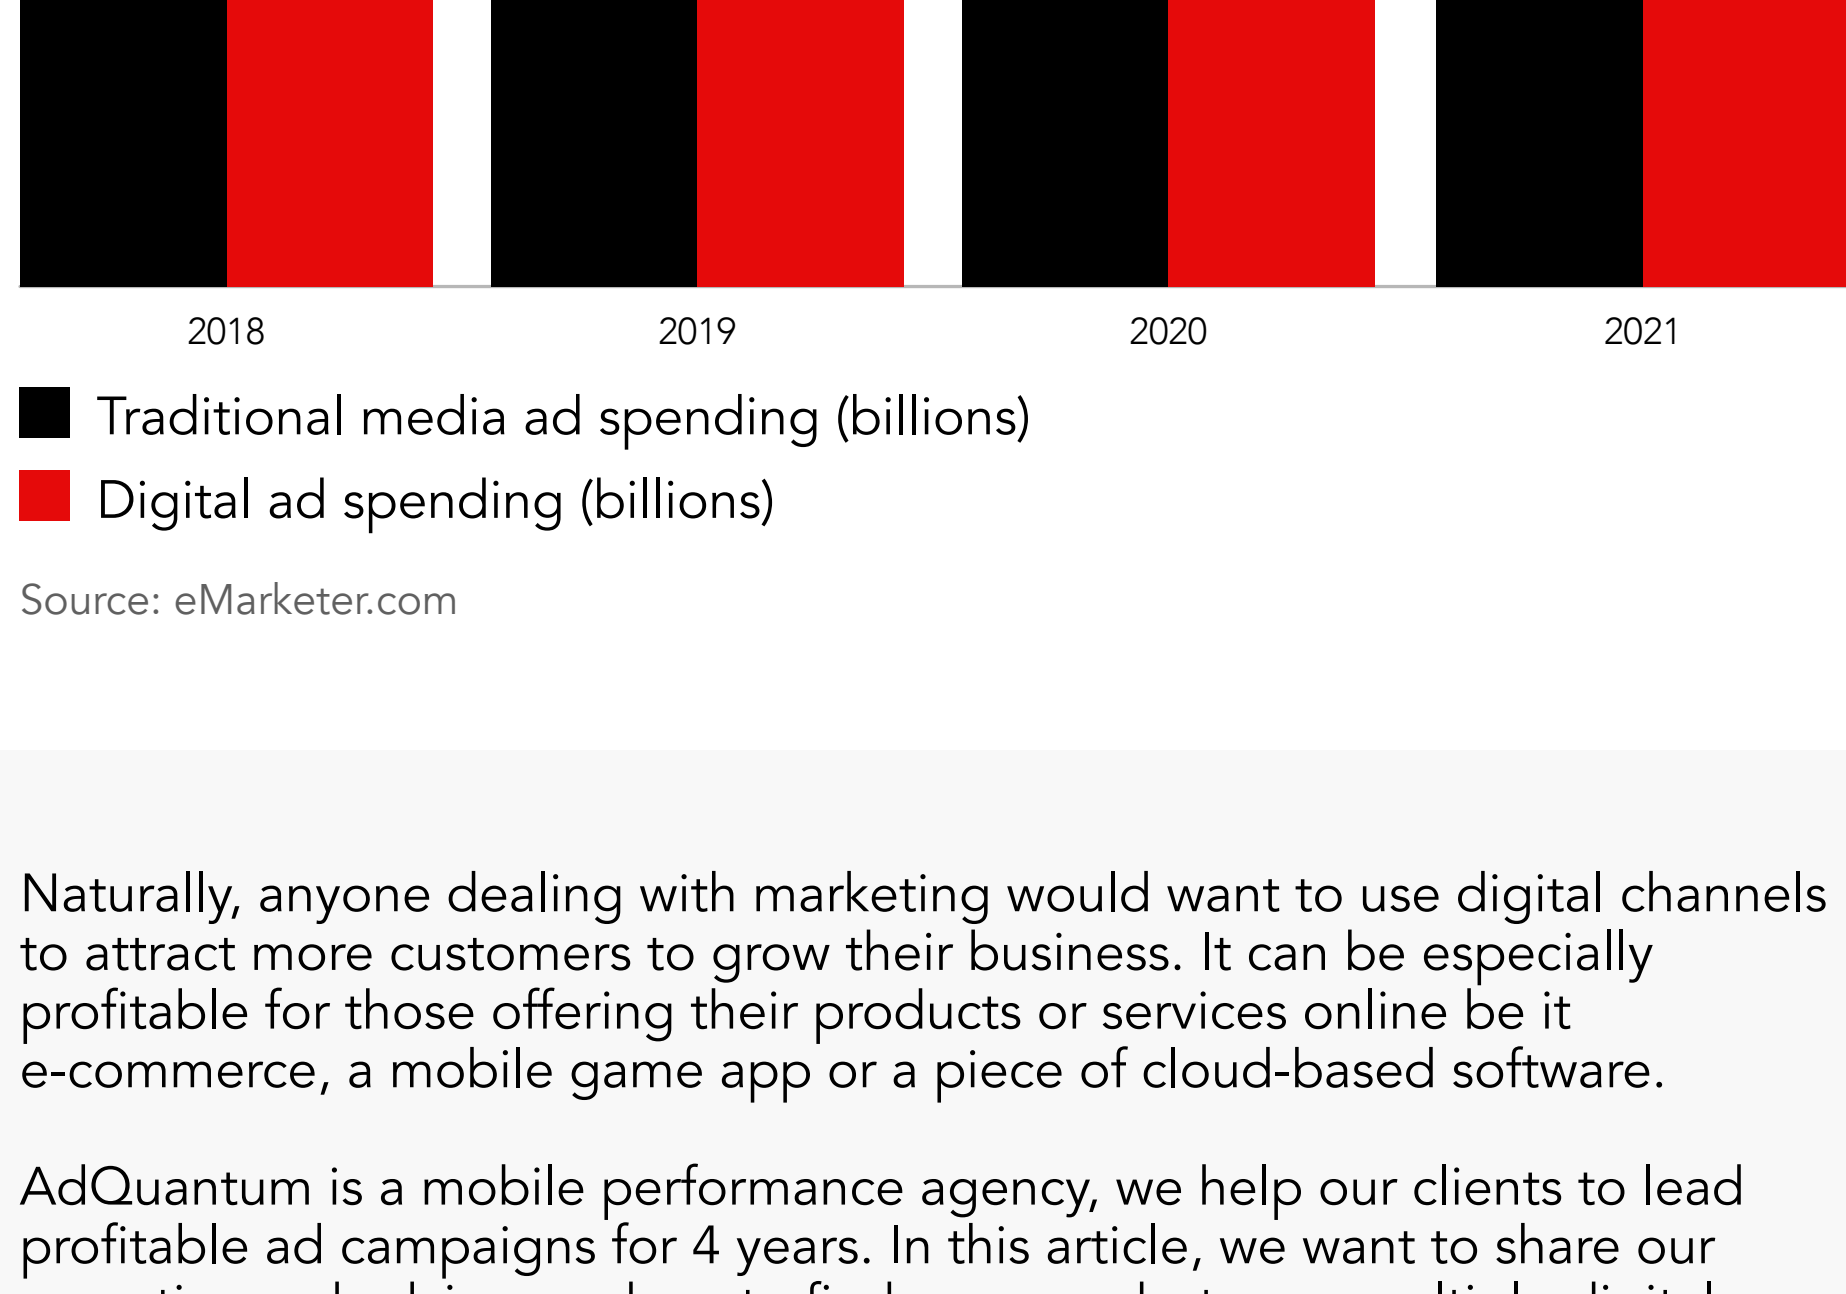 2018 2019 2020 2021
Traditional media ad spending (billions)
Digital ad spending (billions)
Source: eMarketer.com
Naturally, anyone dealing with marketing would want to use digital channels
to attract more customers to grow their business. It can be especially
profitable for those offering their products or services online be it
e-commerce, a mobile game app or a piece of cloud-based software.
AdQuantum is a mobile performance agency, we help our clients to lead
profitable ad campaigns for 4 years. In this article, we want to share our